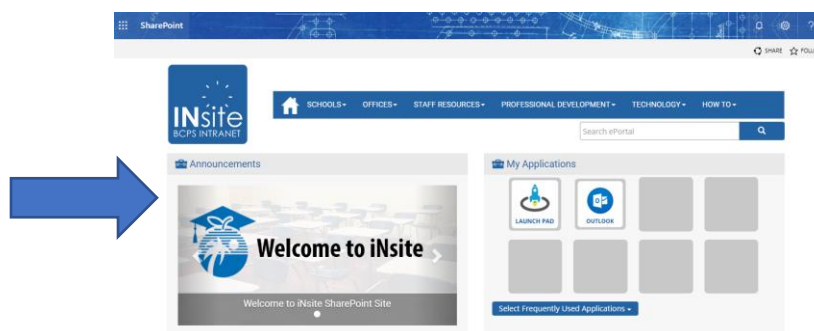 SharePoint
SHARE FOLL
INsite
BCPS INTRANET
SCHOOLS OFFICES STAFF RESOURCES PROFESSIONAL DEVELOPMENT TECHNOLOGY HOW TO
Search ePortal
Announcements
My Applications
LAUNCH PAD OUTLOOK
Welcome to iNsite
Welcome to iNsite SharePoint Site
Select Frequently Used Applications